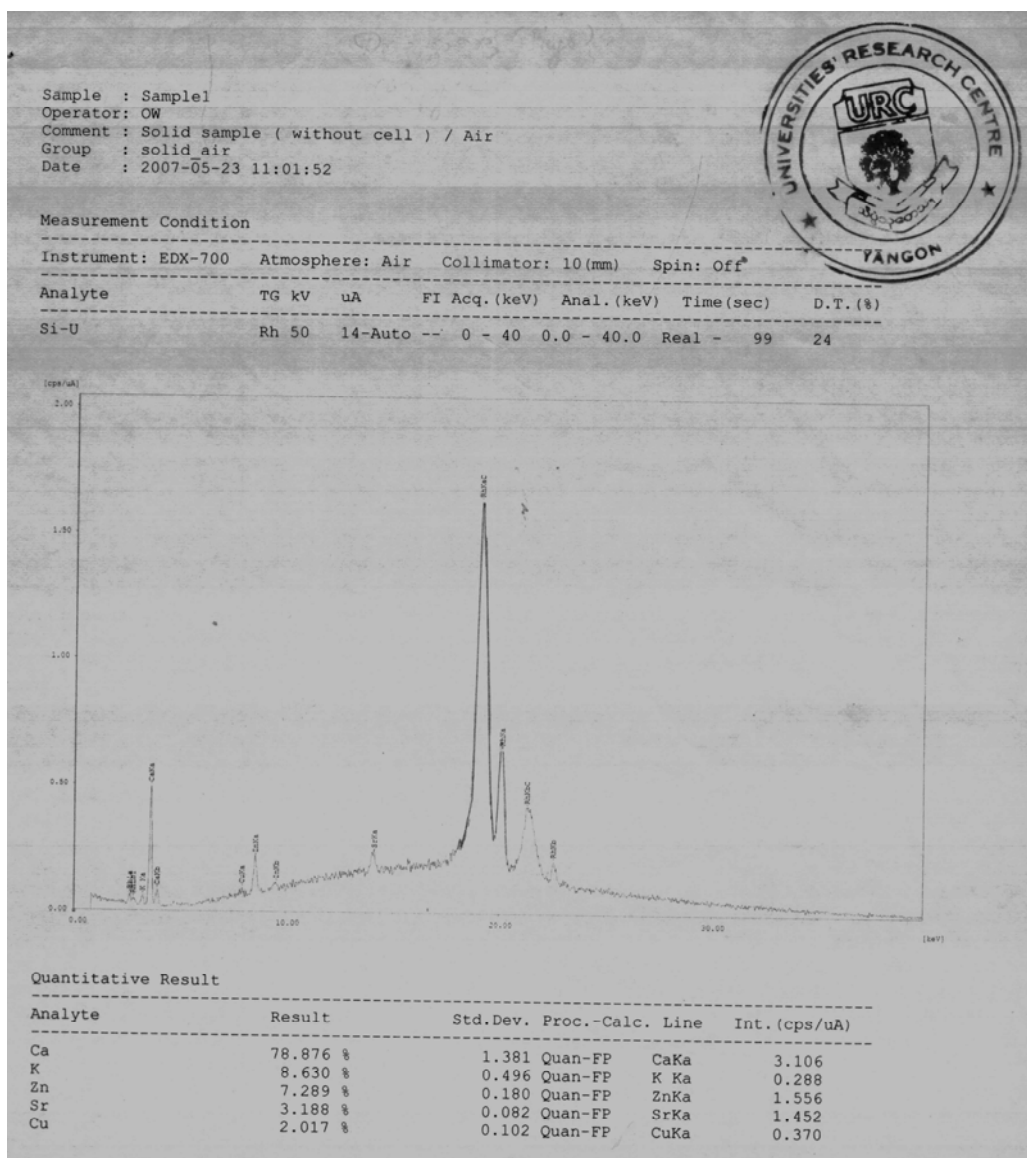 UNIVERSITIES' RESEARCH CENTRE
URC
YANGON
Sample : Sample1
Operator: OW
Comment : Solid sample ( without cell ) / Air
Group : solid_air
Date : 2007-05-23 11:01:52
Measurement Condition
Instrument: EDX-700 Atmosphere: Air Collimator: 10(mm) Spin: Off
Analyte TG kV uA FI Acq.(keV) Anal.(keV) Time(sec) D.T.(%)
Si-U Rh 50 14-Auto -- 0 - 40 0.0 - 40.0 Real - 99 24
[cps/uA]
2.00
1.50
1.00
0.50
0.00
RhKaC
RhKa
RhKbC
RhKb
CaKa
K Ka
CaKb
CuKa
ZnKa
ZnKb
SrKa
0.00 10.00 20.00 30.00
[keV]
Quantitative Result
Analyte Result Std.Dev. Proc.-Calc. Line Int.(cps/uA)
Ca 78.876 % 1.381 Quan-FP CaKa 3.106
K 8.630 % 0.496 Quan-FP K Ka 0.288
Zn 7.289 % 0.180 Quan-FP ZnKa 1.556
Sr 3.188 % 0.082 Quan-FP SrKa 1.452
Cu 2.017 % 0.102 Quan-FP CuKa 0.370